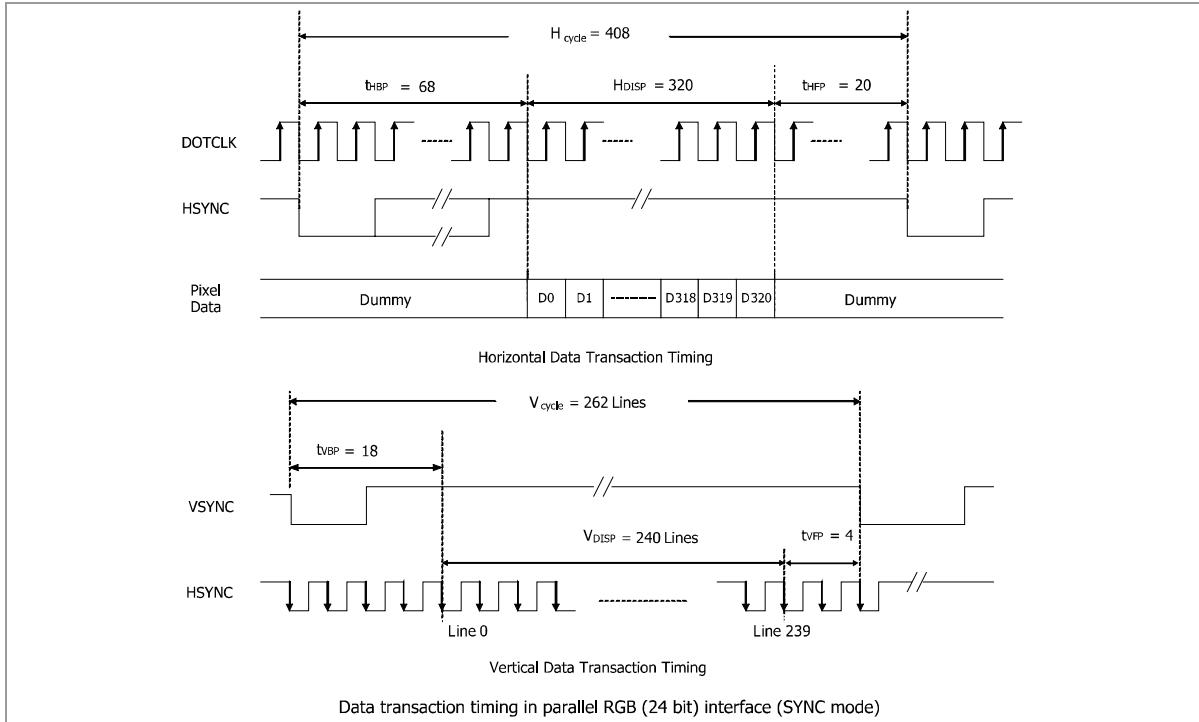 H cycle = 408
tHBP = 68
HDISP = 320
tHFP = 20
DOTCLK
HSYNC
Pixel
Data
Dummy
D0
D1
D318
D319
D320
Dummy
Horizontal Data Transaction Timing
V cycle = 262 Lines
tVBP = 18
VSYNC
VDISP = 240 Lines
tVFP = 4
HSYNC
Line 0
Line 239
Vertical Data Transaction Timing
Data transaction timing in parallel RGB (24 bit) interface (SYNC mode)